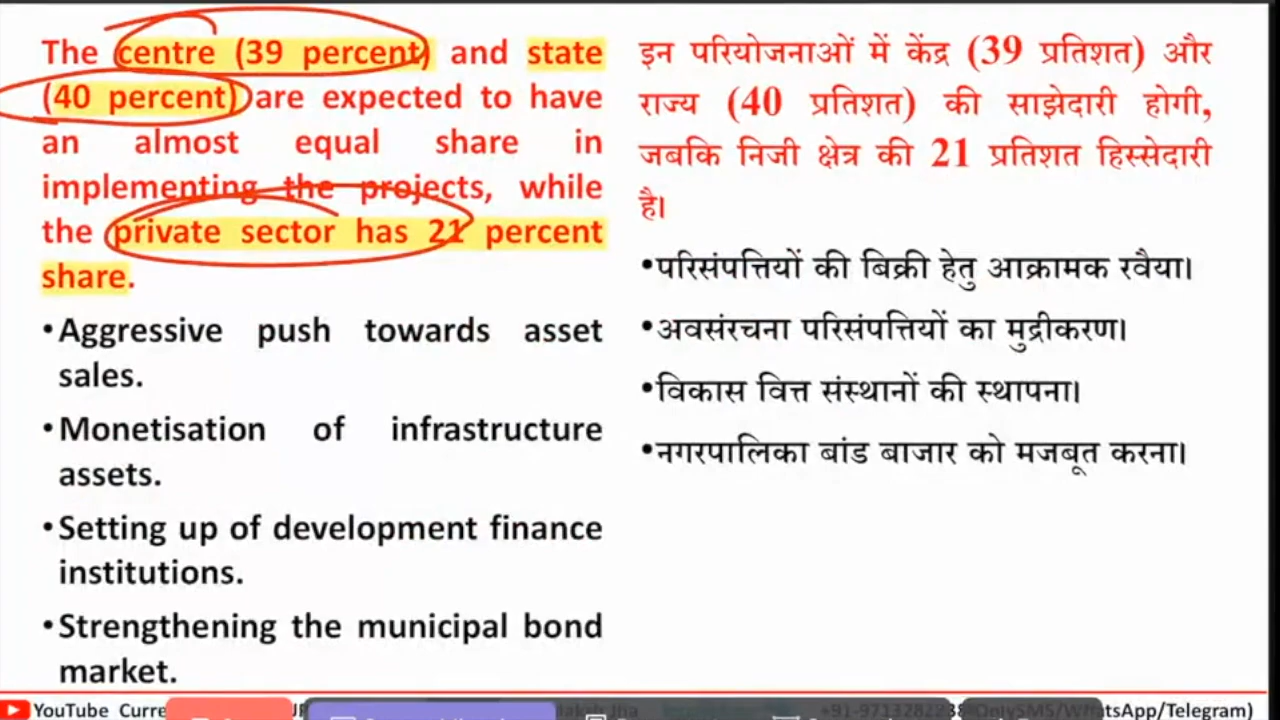 The centre (39 percent) and state
(40 percent) are expected to have
an almost equal share in
implementing the projects, while
the private sector has 21 percent
share.
•Aggressive push towards asset
sales.
•Monetisation of infrastructure
assets.
•Setting up of development finance
institutions.
•Strengthening the municipal bond
market.
इन परियोजनाओं में केंद्र (39 प्रतिशत) और
राज्य (40 प्रतिशत) की साझेदारी होगी,
जबकि निजी क्षेत्र की 21 प्रतिशत हिस्सेदारी
है।
•परिसंपत्तियों की बिक्री हेतु आक्रामक रवैया।
•अवसंरचना परिसंपत्तियों का मुद्रीकरण।
•विकास वित्त संस्थानों की स्थापना।
•नगरपालिका बांड बाजार को मजबूत करना।
YouTube